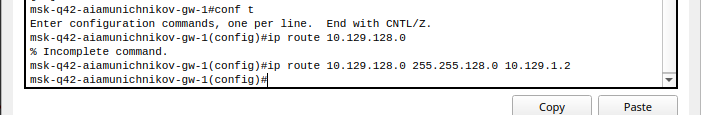 msk-q42-aiamunichnikov-gw-1#conf t
Enter configuration commands, one per line.  End with CNTL/Z.
msk-q42-aiamunichnikov-gw-1(config)#ip route 10.129.128.0
% Incomplete command.
msk-q42-aiamunichnikov-gw-1(config)#ip route 10.129.128.0 255.255.128.0 10.129.1.2
msk-q42-aiamunichnikov-gw-1(config)#
Copy Paste